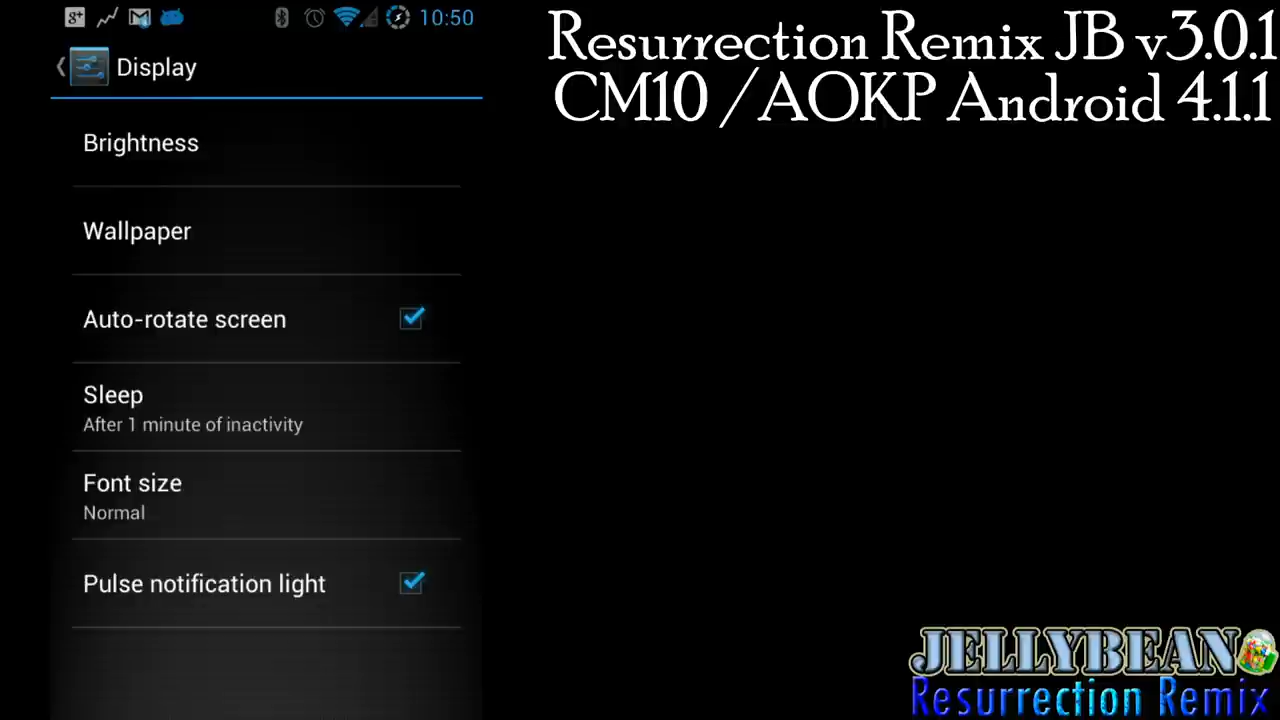 10:50
Display
Brightness
Wallpaper
Auto-rotate screen
Sleep
After 1 minute of inactivity
Font size
Normal
Pulse notification light
Resurrection Remix JB v3.0.1
CM10 /AOKP Android 4.1.1
JELLYBEAN
Resurrection Remix